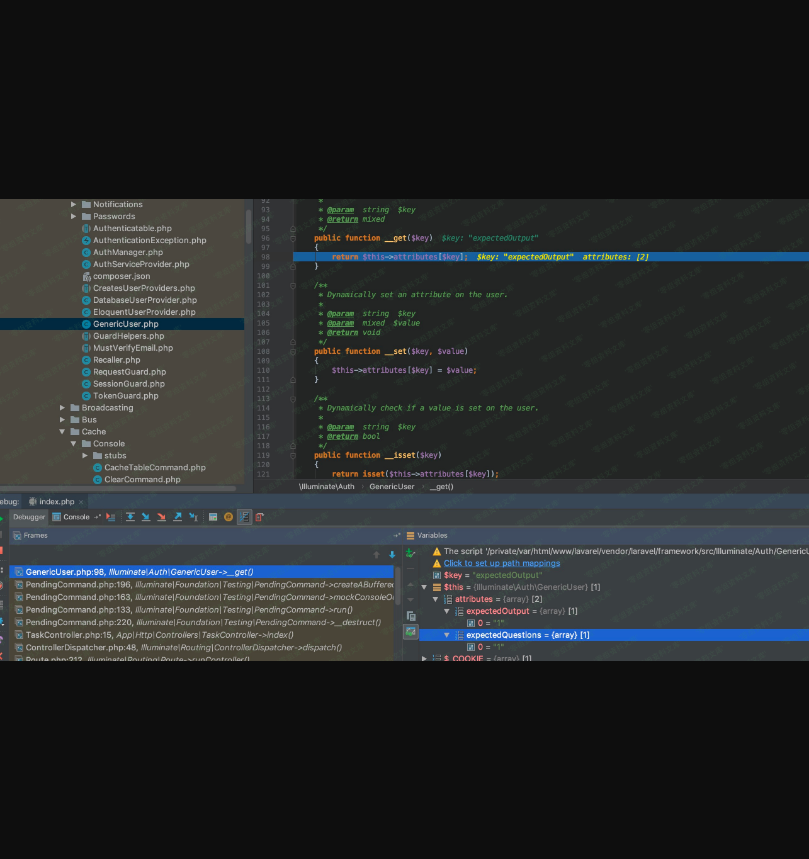 Notifications
Passwords
Authenticatable.php
AuthenticationException.php
AuthManager.php
AuthServiceProvider.php
composer.json
CreatesUserProviders.php
DatabaseUserProvider.php
EloquentUserProvider.php
GenericUser.php
GuardHelpers.php
MustVerifyEmail.php
Recaller.php
RequestGuard.php
SessionGuard.php
TokenGuard.php
Broadcasting
Bus
Cache
Console
stubs
CacheTableCommand.php
ClearCommand.php
92 *
93 * @param string $key
94 * @return mixed
95 */
96 public function __get($key) $key: "expectedOutput"
97 {
98 return $this->attributes[$key]; $key: "expectedOutput" attributes: [2]
99 }
100
101 /**
102 * Dynamically set an attribute on the user.
103 *
104 * @param string $key
105 * @param mixed $value
106 * @return void
107 */
108 public function __set($key, $value)
109 {
110 $this->attributes[$key] = $value;
111 }
112
113 /**
114 * Dynamically check if a value is set on the user.
115 *
116 * @param string $key
117 * @return bool
118 */
119 public function __isset($key)
120 {
121 return isset($this->attributes[$key]);
\Illuminate\Auth › GenericUser › __get()
ebug: index.php ×
Debugger Console
Frames
GenericUser.php:98, Illuminate\Auth\GenericUser->__get()
PendingCommand.php:196, Illuminate\Foundation\Testing\PendingCommand->createABuffere
PendingCommand.php:163, Illuminate\Foundation\Testing\PendingCommand->mockConsoleO
PendingCommand.php:133, Illuminate\Foundation\Testing\PendingCommand->run()
PendingCommand.php:220, Illuminate\Foundation\Testing\PendingCommand->__destruct()
TaskController.php:15, App\Http\Controllers\TaskController->index()
ControllerDispatcher.php:48, Illuminate\Routing\ControllerDispatcher->dispatch()
Route.php:212, Illuminate\Routing\Route->runController()
Variables
The script '/private/var/html/www/lavarel/vendor/laravel/framework/src/Illuminate/Auth/GenericU
Click to set up path mappings
$key = "expectedOutput"
$this = {Illuminate\Auth\GenericUser} [1]
attributes = {array} [2]
expectedOutput = {array} [1]
0 = "1"
expectedQuestions = {array} [1]
0 = "1"
$_COOKIE = {array} [1]